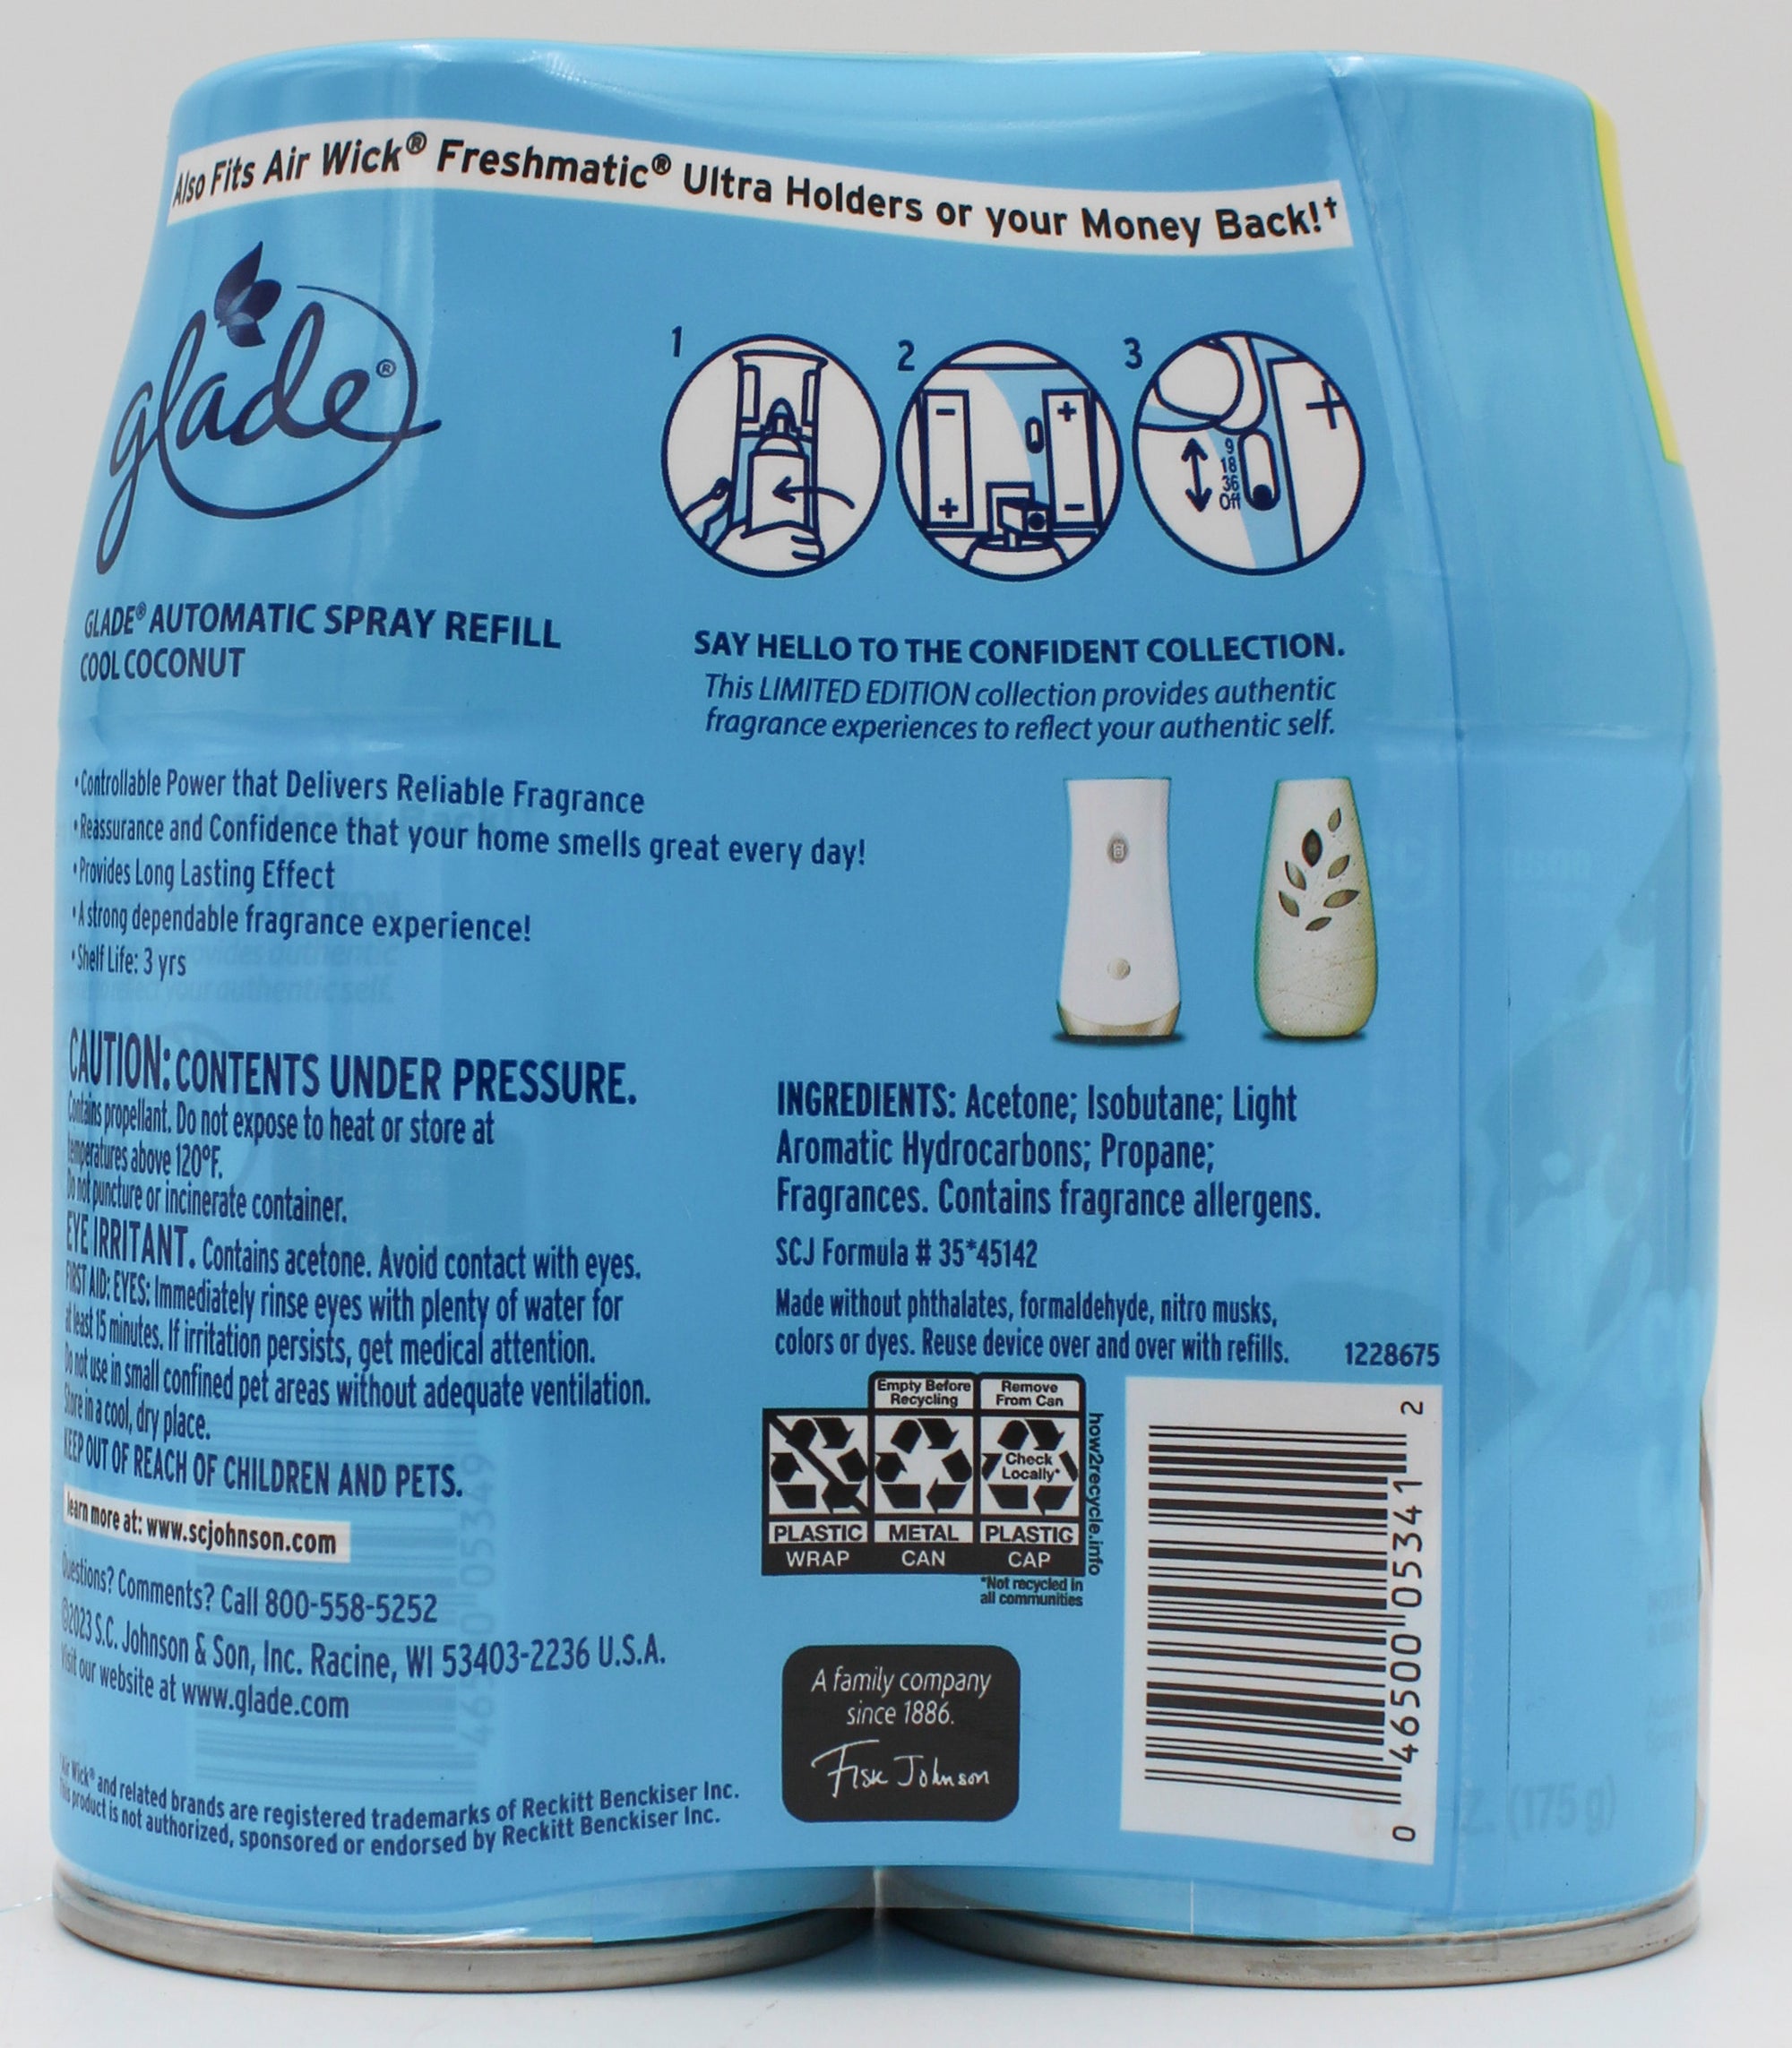 Also Fits Air Wick® Freshmatic® Ultra Holders or your Money Back!†
glade®
1
2
3
- +
+ -
+
9
18
36
Off
GLADE® AUTOMATIC SPRAY REFILL
COOL COCONUT
SAY HELLO TO THE CONFIDENT COLLECTION.
This LIMITED EDITION collection provides authentic
fragrance experiences to reflect your authentic self.
•Controllable Power that Delivers Reliable Fragrance
•Reassurance and Confidence that your home smells great every day!
•Provides Long Lasting Effect
•A strong dependable fragrance experience!
•Shelf Life: 3 yrs
CAUTION: CONTENTS UNDER PRESSURE.
Contains propellant. Do not expose to heat or store at
temperatures above 120°F.
Do not puncture or incinerate container.
EYE IRRITANT. Contains acetone. Avoid contact with eyes.
FIRST AID: EYES: Immediately rinse eyes with plenty of water for
at least 15 minutes. If irritation persists, get medical attention.
Do not use in small confined pet areas without adequate ventilation.
Store in a cool, dry place.
KEEP OUT OF REACH OF CHILDREN AND PETS.
learn more at: www.scjohnson.com
Questions? Comments? Call 800-558-5252
©2023 S.C. Johnson & Son, Inc. Racine, WI 53403-2236 U.S.A.
Visit our website at www.glade.com
†Air Wick® and related brands are registered trademarks of Reckitt Benckiser Inc.
This product is not authorized, sponsored or endorsed by Reckitt Benckiser Inc.
INGREDIENTS: Acetone; Isobutane; Light
Aromatic Hydrocarbons; Propane;
Fragrances. Contains fragrance allergens.
SCJ Formula # 35*45142
Made without phthalates, formaldehyde, nitro musks,
colors or dyes. Reuse device over and over with refills.
1228675
Empty Before
Recycling
Remove
From Can
Check
Locally*
PLASTIC
WRAP
METAL
CAN
PLASTIC
CAP
how2recycle.info
*Not recycled in
all communities
A family company
since 1886.
Fisk Johnson
0 46500 05341 2
(175 g)